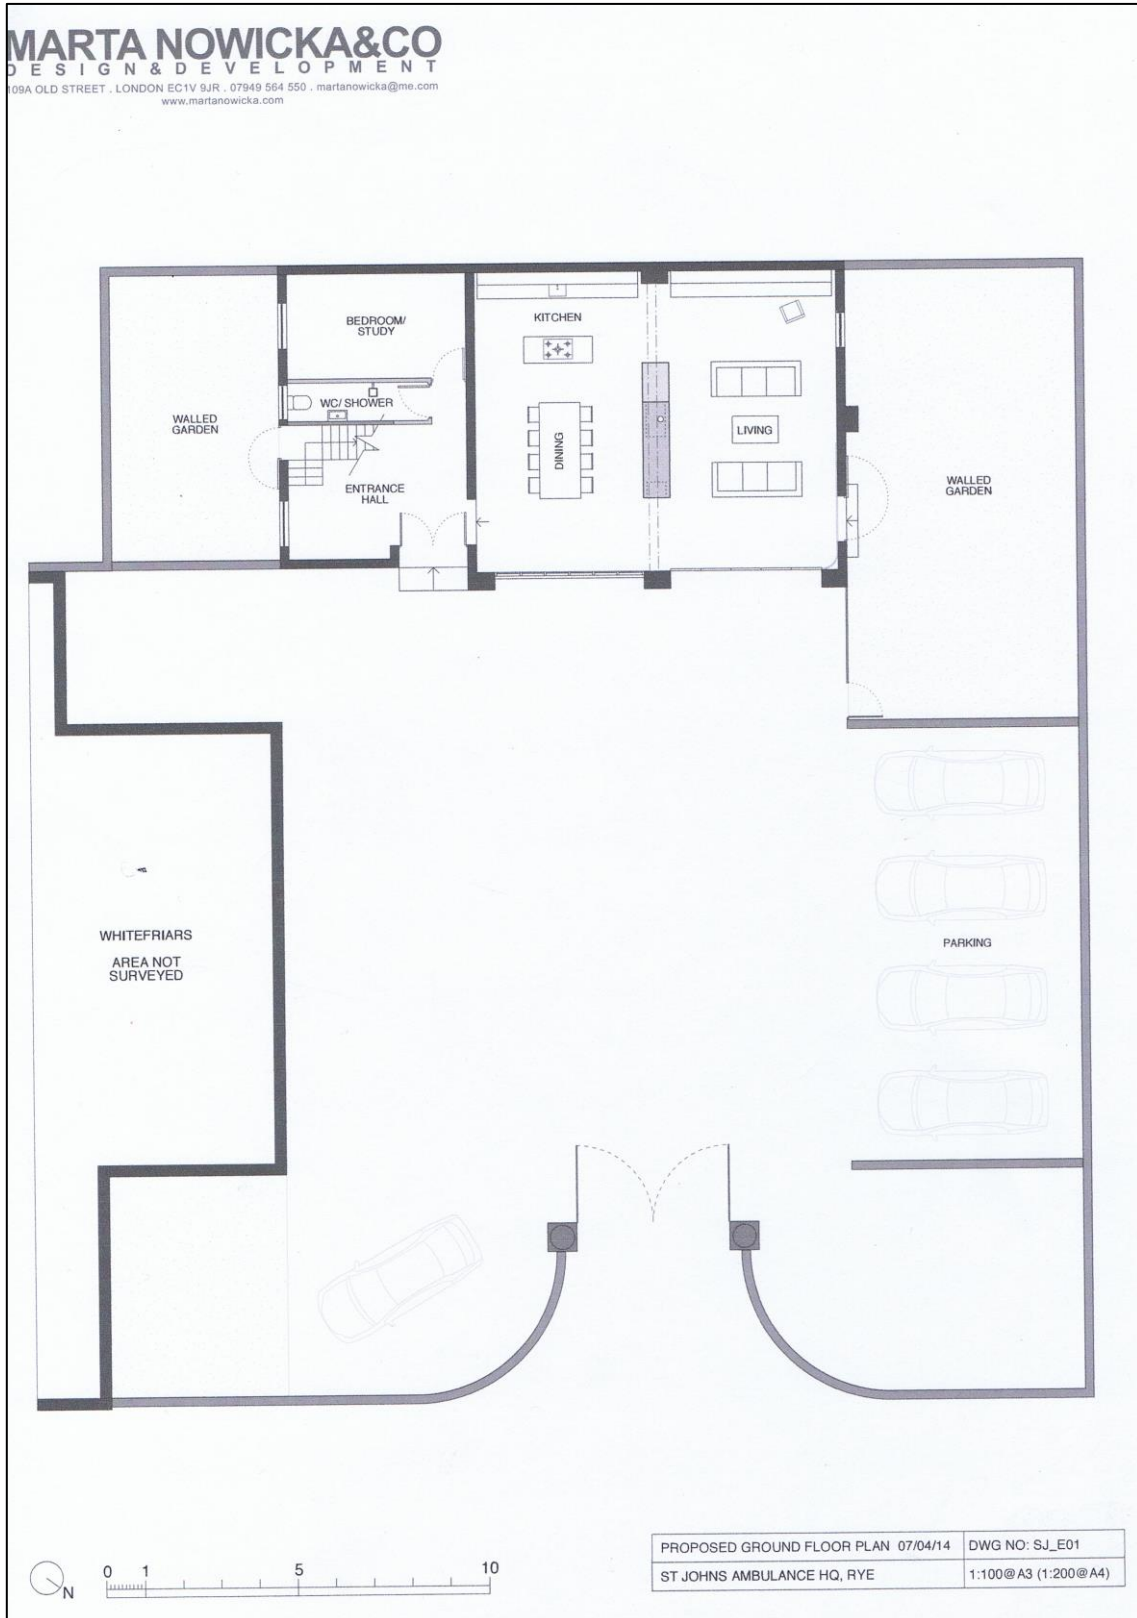 MARTA NOWICKA&CO
DESIGN & DEVELOPMENT
109A OLD STREET . LONDON EC1V 9JR . 07949 564 550 . martanowicka@me.com
www.martanowicka.com
BEDROOM/
STUDY
KITCHEN
WC/ SHOWER
WALLED
GARDEN
DINING
LIVING
ENTRANCE
HALL
WALLED
GARDEN
WHITEFRIARS
AREA NOT
SURVEYED
PARKING
N
0 1 5 10
PROPOSED GROUND FLOOR PLAN 07/04/14
DWG NO: SJ_E01
ST JOHNS AMBULANCE HQ, RYE
1:100@A3 (1:200@A4)